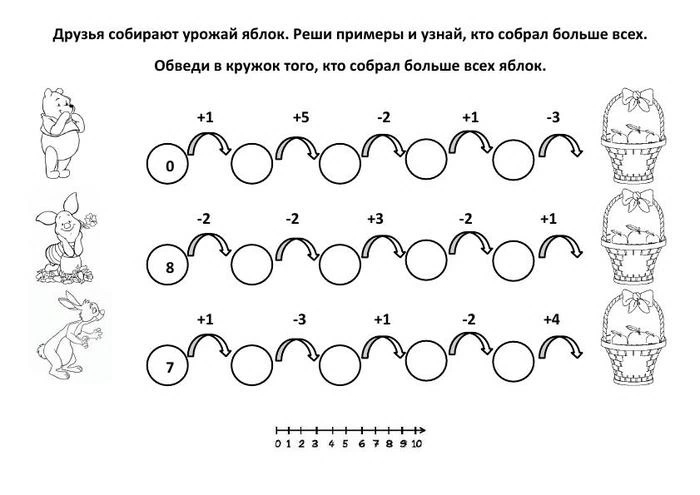 Друзья собирают урожай яблок. Реши примеры и узнай, кто собрал больше всех.
Обведи в кружок того, кто собрал больше всех яблок.
+1 +5 -2 +1 -3
0
-2 -2 +3 -2 +1
8
+1 -3 +1 -2 +4
7
0 1 2 3 4 5 6 7 8 9 10